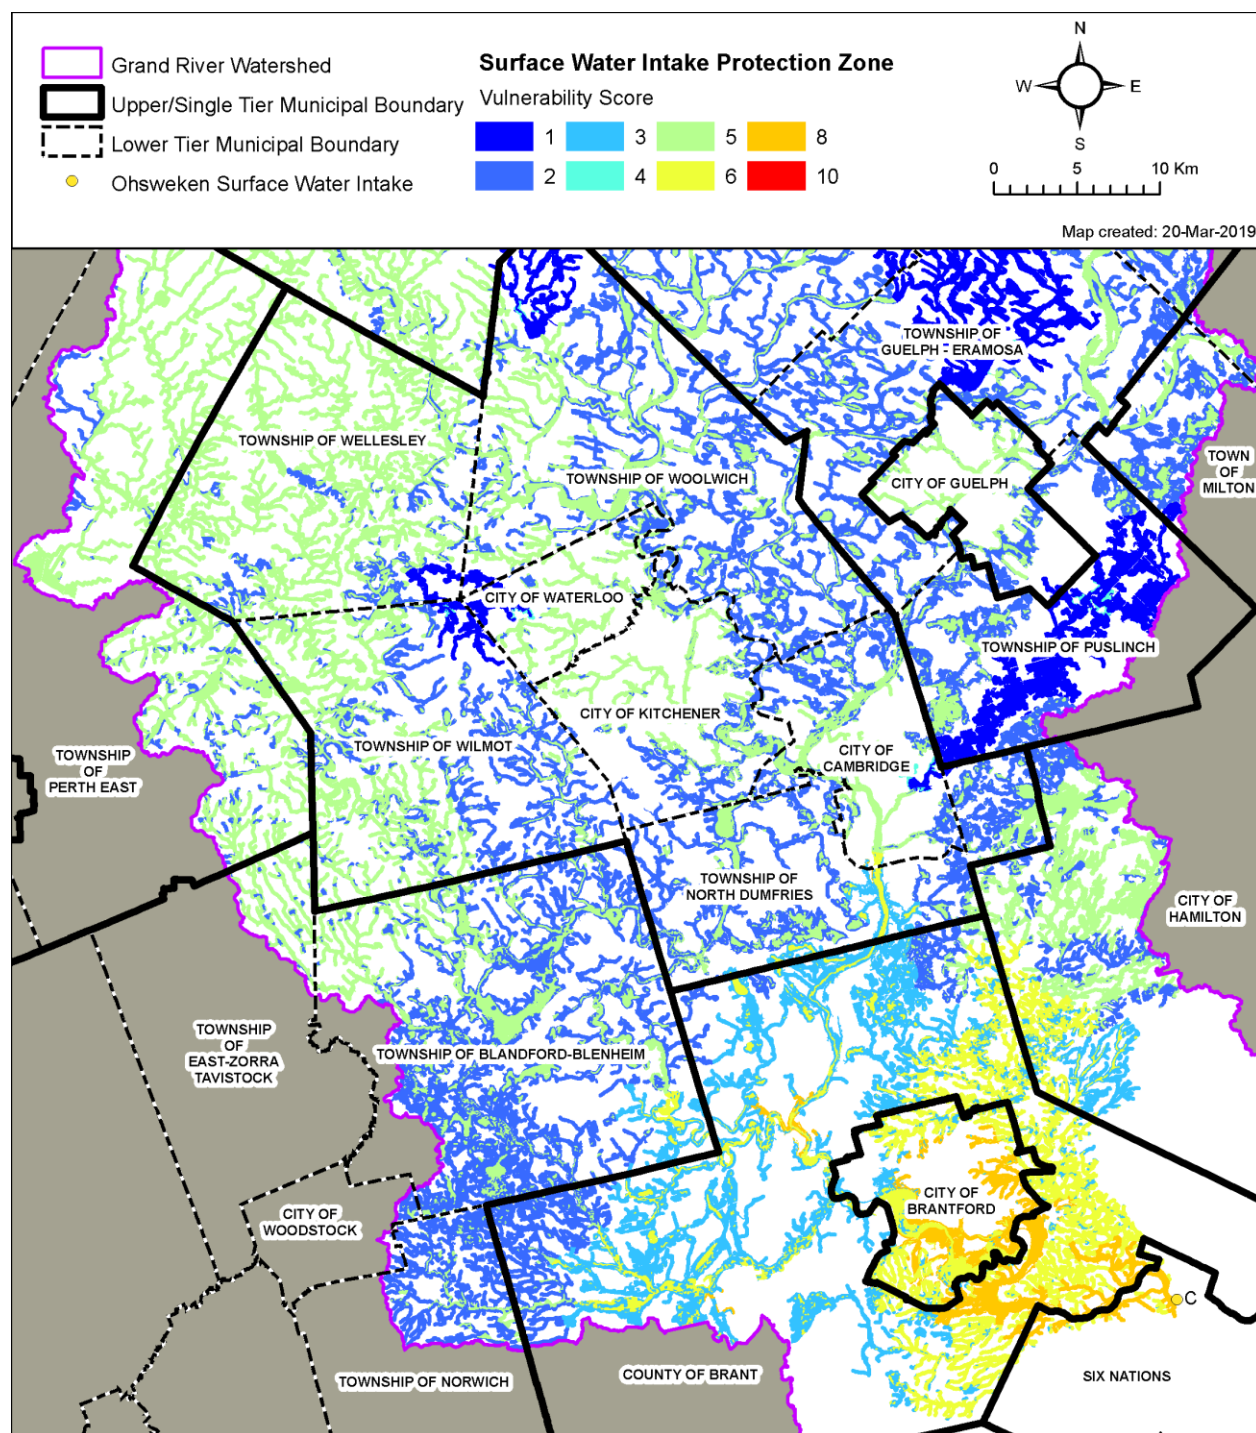 Grand River Watershed
Upper/Single Tier Municipal Boundary
Lower Tier Municipal Boundary
Ohsweken Surface Water Intake
Surface Water Intake Protection Zone
Vulnerability Score
1 3 5 8
2 4 6 10
N
W E
S
0 5 10 Km
Map created: 20-Mar-2019
TOWNSHIP OF
GUELPH - ERAMOSA
TOWNSHIP OF WELLESLEY
TOWNSHIP OF WOOLWICH
CITY OF GUELPH
TOWN
OF
MILTON
CITY OF WATERLOO
TOWNSHIP OF PUSLINCH
CITY OF KITCHENER
TOWNSHIP OF WILMOT
CITY OF
CAMBRIDGE
TOWNSHIP
OF
PERTH EAST
TOWNSHIP OF
NORTH DUMFRIES
CITY OF
HAMILTON
TOWNSHIP
OF
EAST-ZORRA
TAVISTOCK
TOWNSHIP OF BLANDFORD-BLENHEIM
CITY OF
BRANTFORD
CITY OF
WOODSTOCK
C
TOWNSHIP OF NORWICH
COUNTY OF BRANT
SIX NATIONS